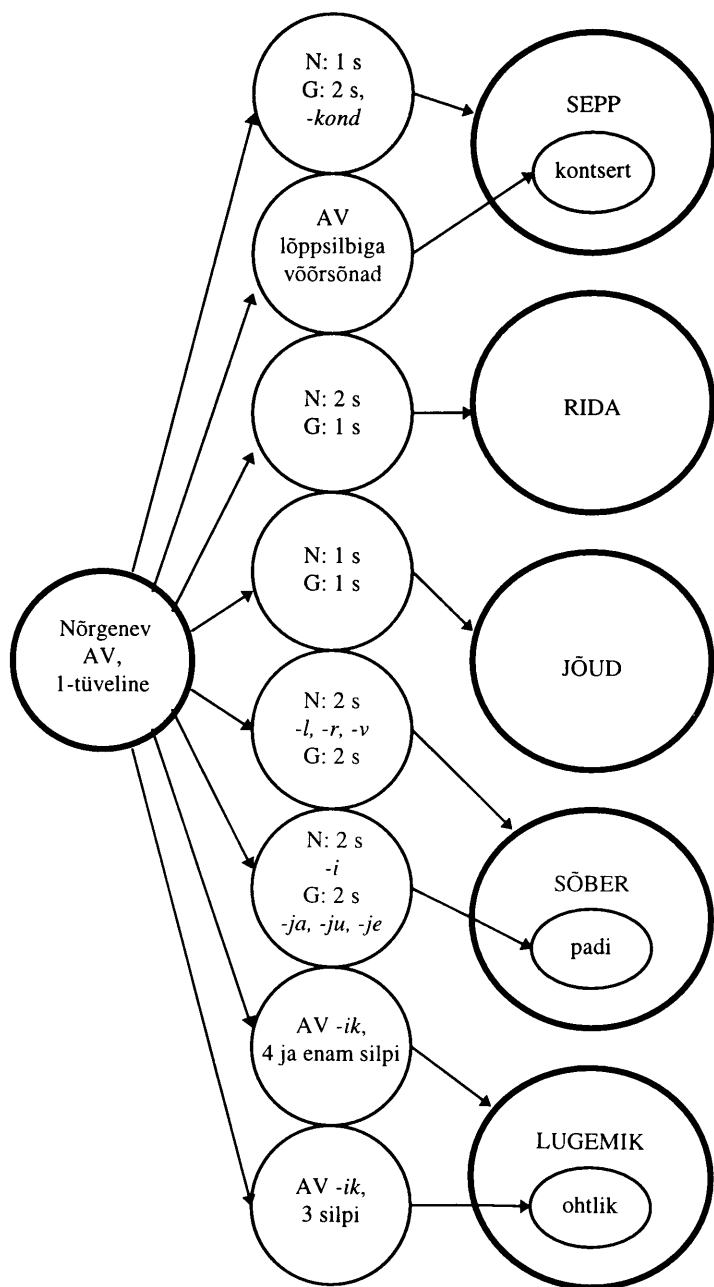 N: 1 s
G: 2 s,
-kond
SEPP
kontsert
AV
lõppsilbiga
võõrsõnad
N: 2 s
G: 1 s
RIDA
N: 1 s
G: 1 s
JÕUD
Nõrgenev
AV,
1-tüveline
N: 2 s
-l, -r, -v
G: 2 s
N: 2 s
-i
G: 2 s
-ja, -ju, -je
SÕBER
padi
AV -ik,
4 ja enam silpi
LUGEMIK
ohtlik
AV -ik,
3 silpi